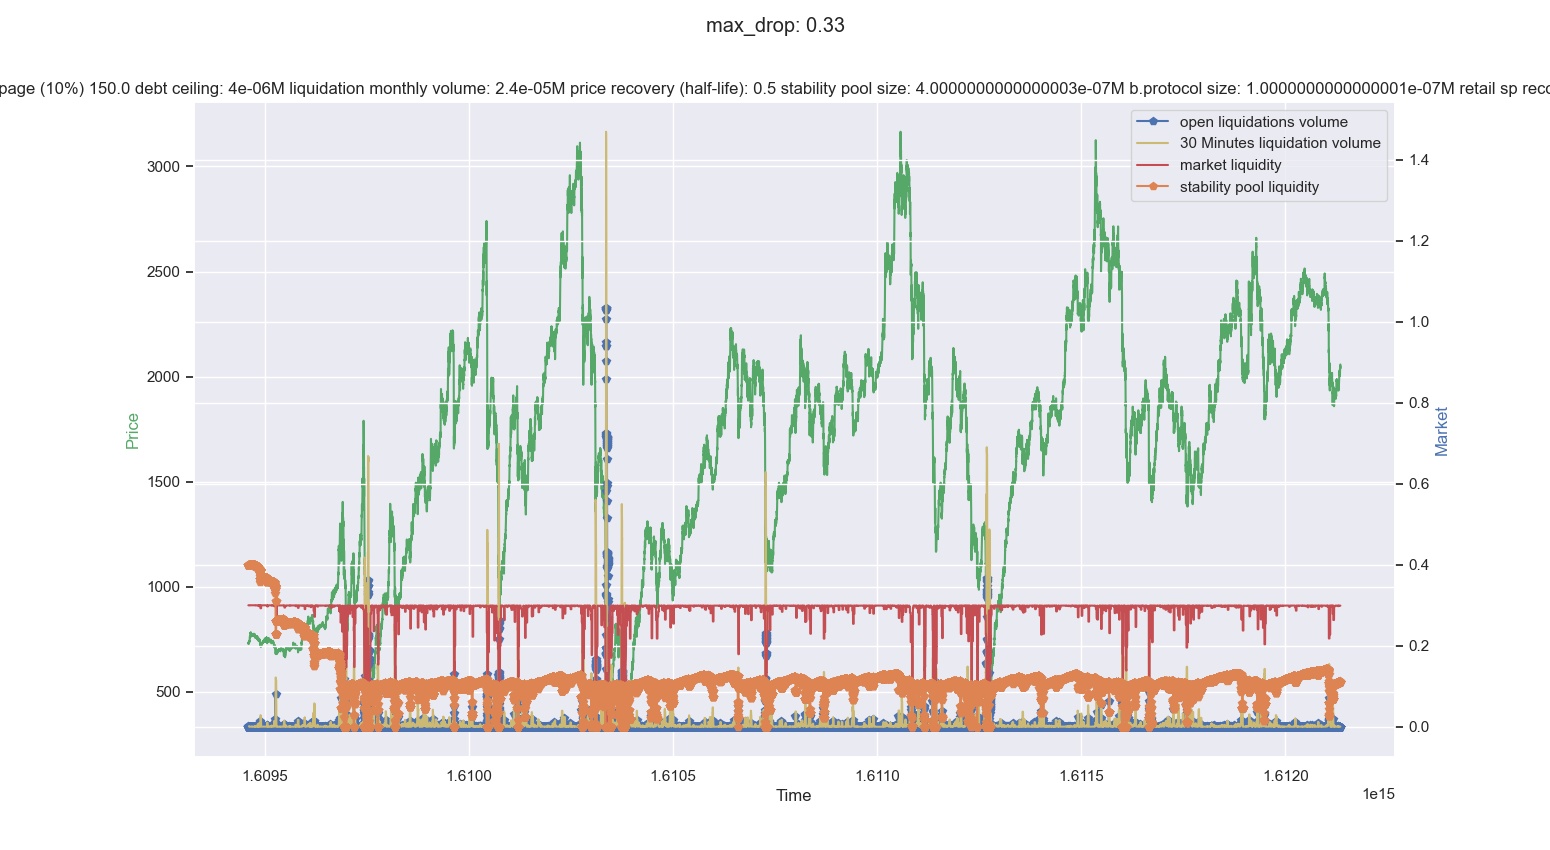 max_drop: 0.33
page (10%) 150.0 debt ceiling: 4e-06M liquidation monthly volume: 2.4e-05M price recovery (half-life): 0.5 stability pool size: 4.0000000000000003e-07M b.protocol size: 1.0000000000000001e-07M retail sp reco
open liquidations volume
30 Minutes liquidation volume
market liquidity
stability pool liquidity
3000
2500
2000
1500
1000
500
Price
1.4
1.2
1.0
0.8
0.6
0.4
0.2
0.0
Market
1.6095 1.6100 1.6105 1.6110 1.6115 1.6120
1e15
Time